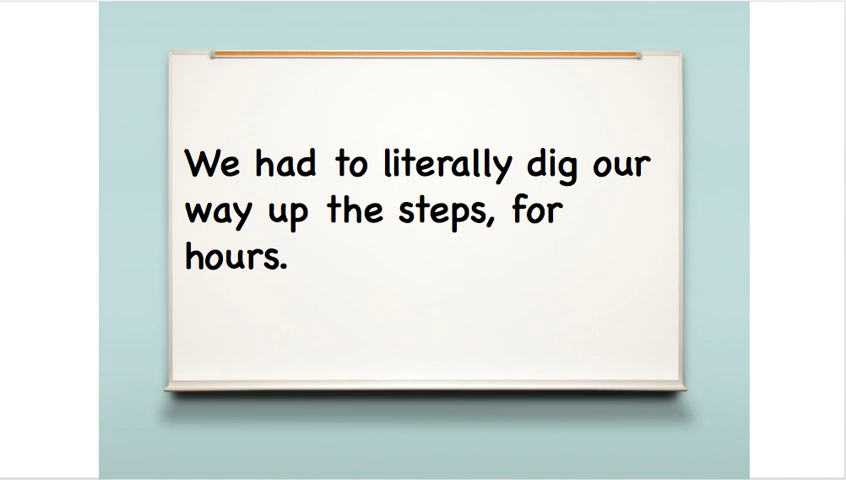 We had to literally dig our
way up the steps, for
hours.